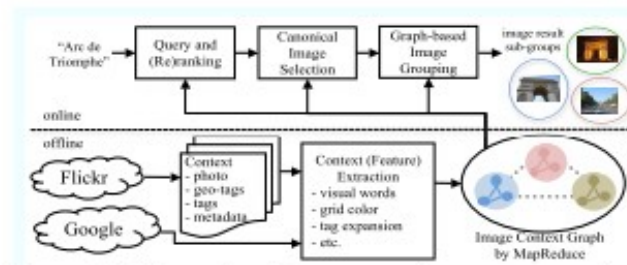 "Arc de
Triomphe"
Query and
(Re)ranking
Canonical
Image
Selection
Graph-based
Image
Grouping
image result
sub-groups
online
offline
Flickr
Google
Context
- photo
- geo-tags
- tags
- metadata
Context (Feature)
Extraction
- visual words
- grid color
- tag expansion
- etc.
Image Context Graph
by MapReduce